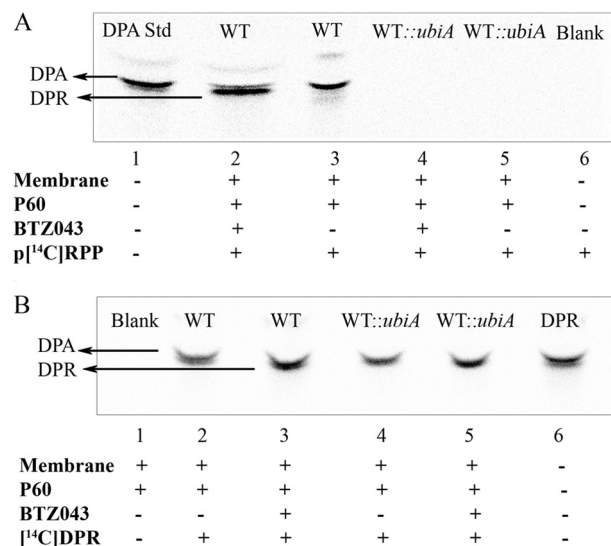 A
DPA Std WT WT WT::ubiA WT::ubiA Blank
DPA
DPR
1 2 3 4 5 6
Membrane - + + + + -
P60 - + + + + -
BTZ043 - + - + - -
p[¹⁴C]RPP - + + + + +
B
Blank WT WT WT::ubiA WT::ubiA DPR
DPA
DPR
1 2 3 4 5 6
Membrane + + + + + -
P60 + + + + + -
BTZ043 - - + - + -
[¹⁴C]DPR - + + + + -